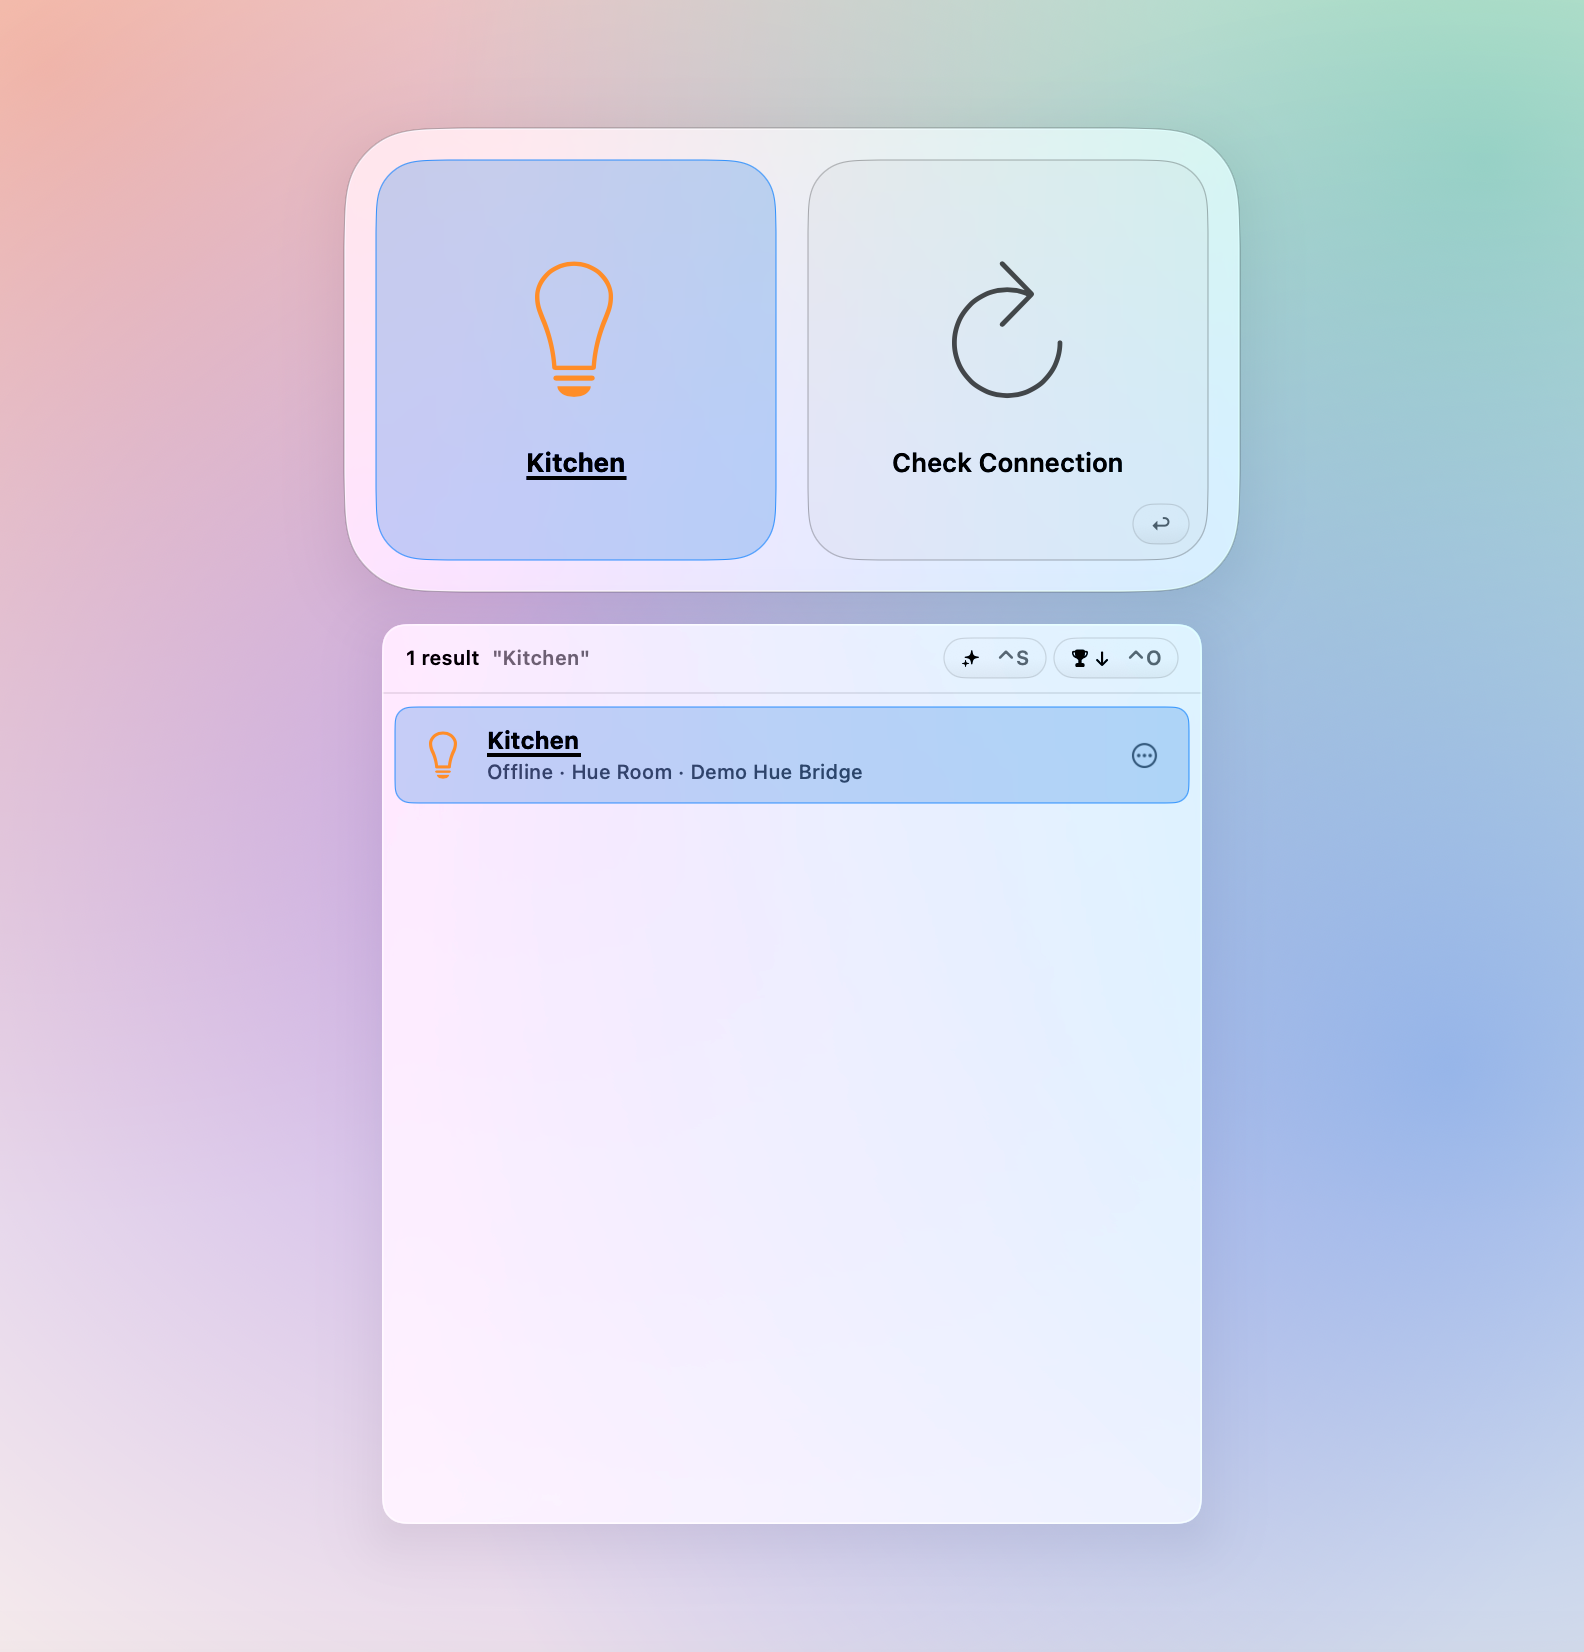 Kitchen
Check Connection
1 result "Kitchen"
^S
^O
Kitchen
Offline · Hue Room · Demo Hue Bridge